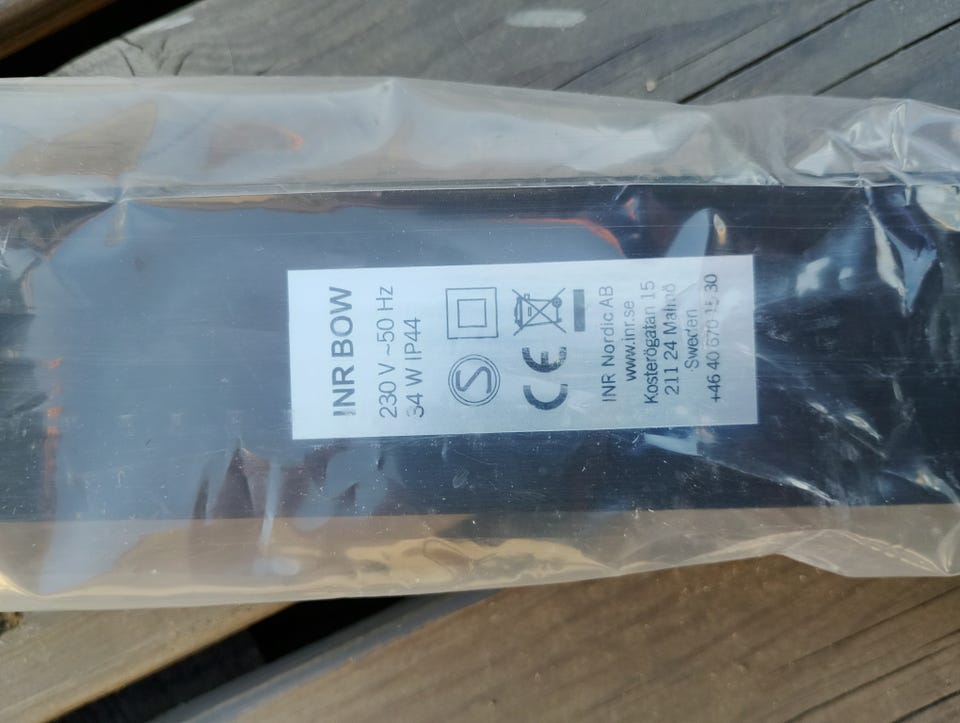 INR BOW
230 V ~50 Hz
34 W IP44
S
CE
INR Nordic AB
www.inr.se
Kosterögatan 15
211 24 Malmö
Sweden
+46 40 670 15 30